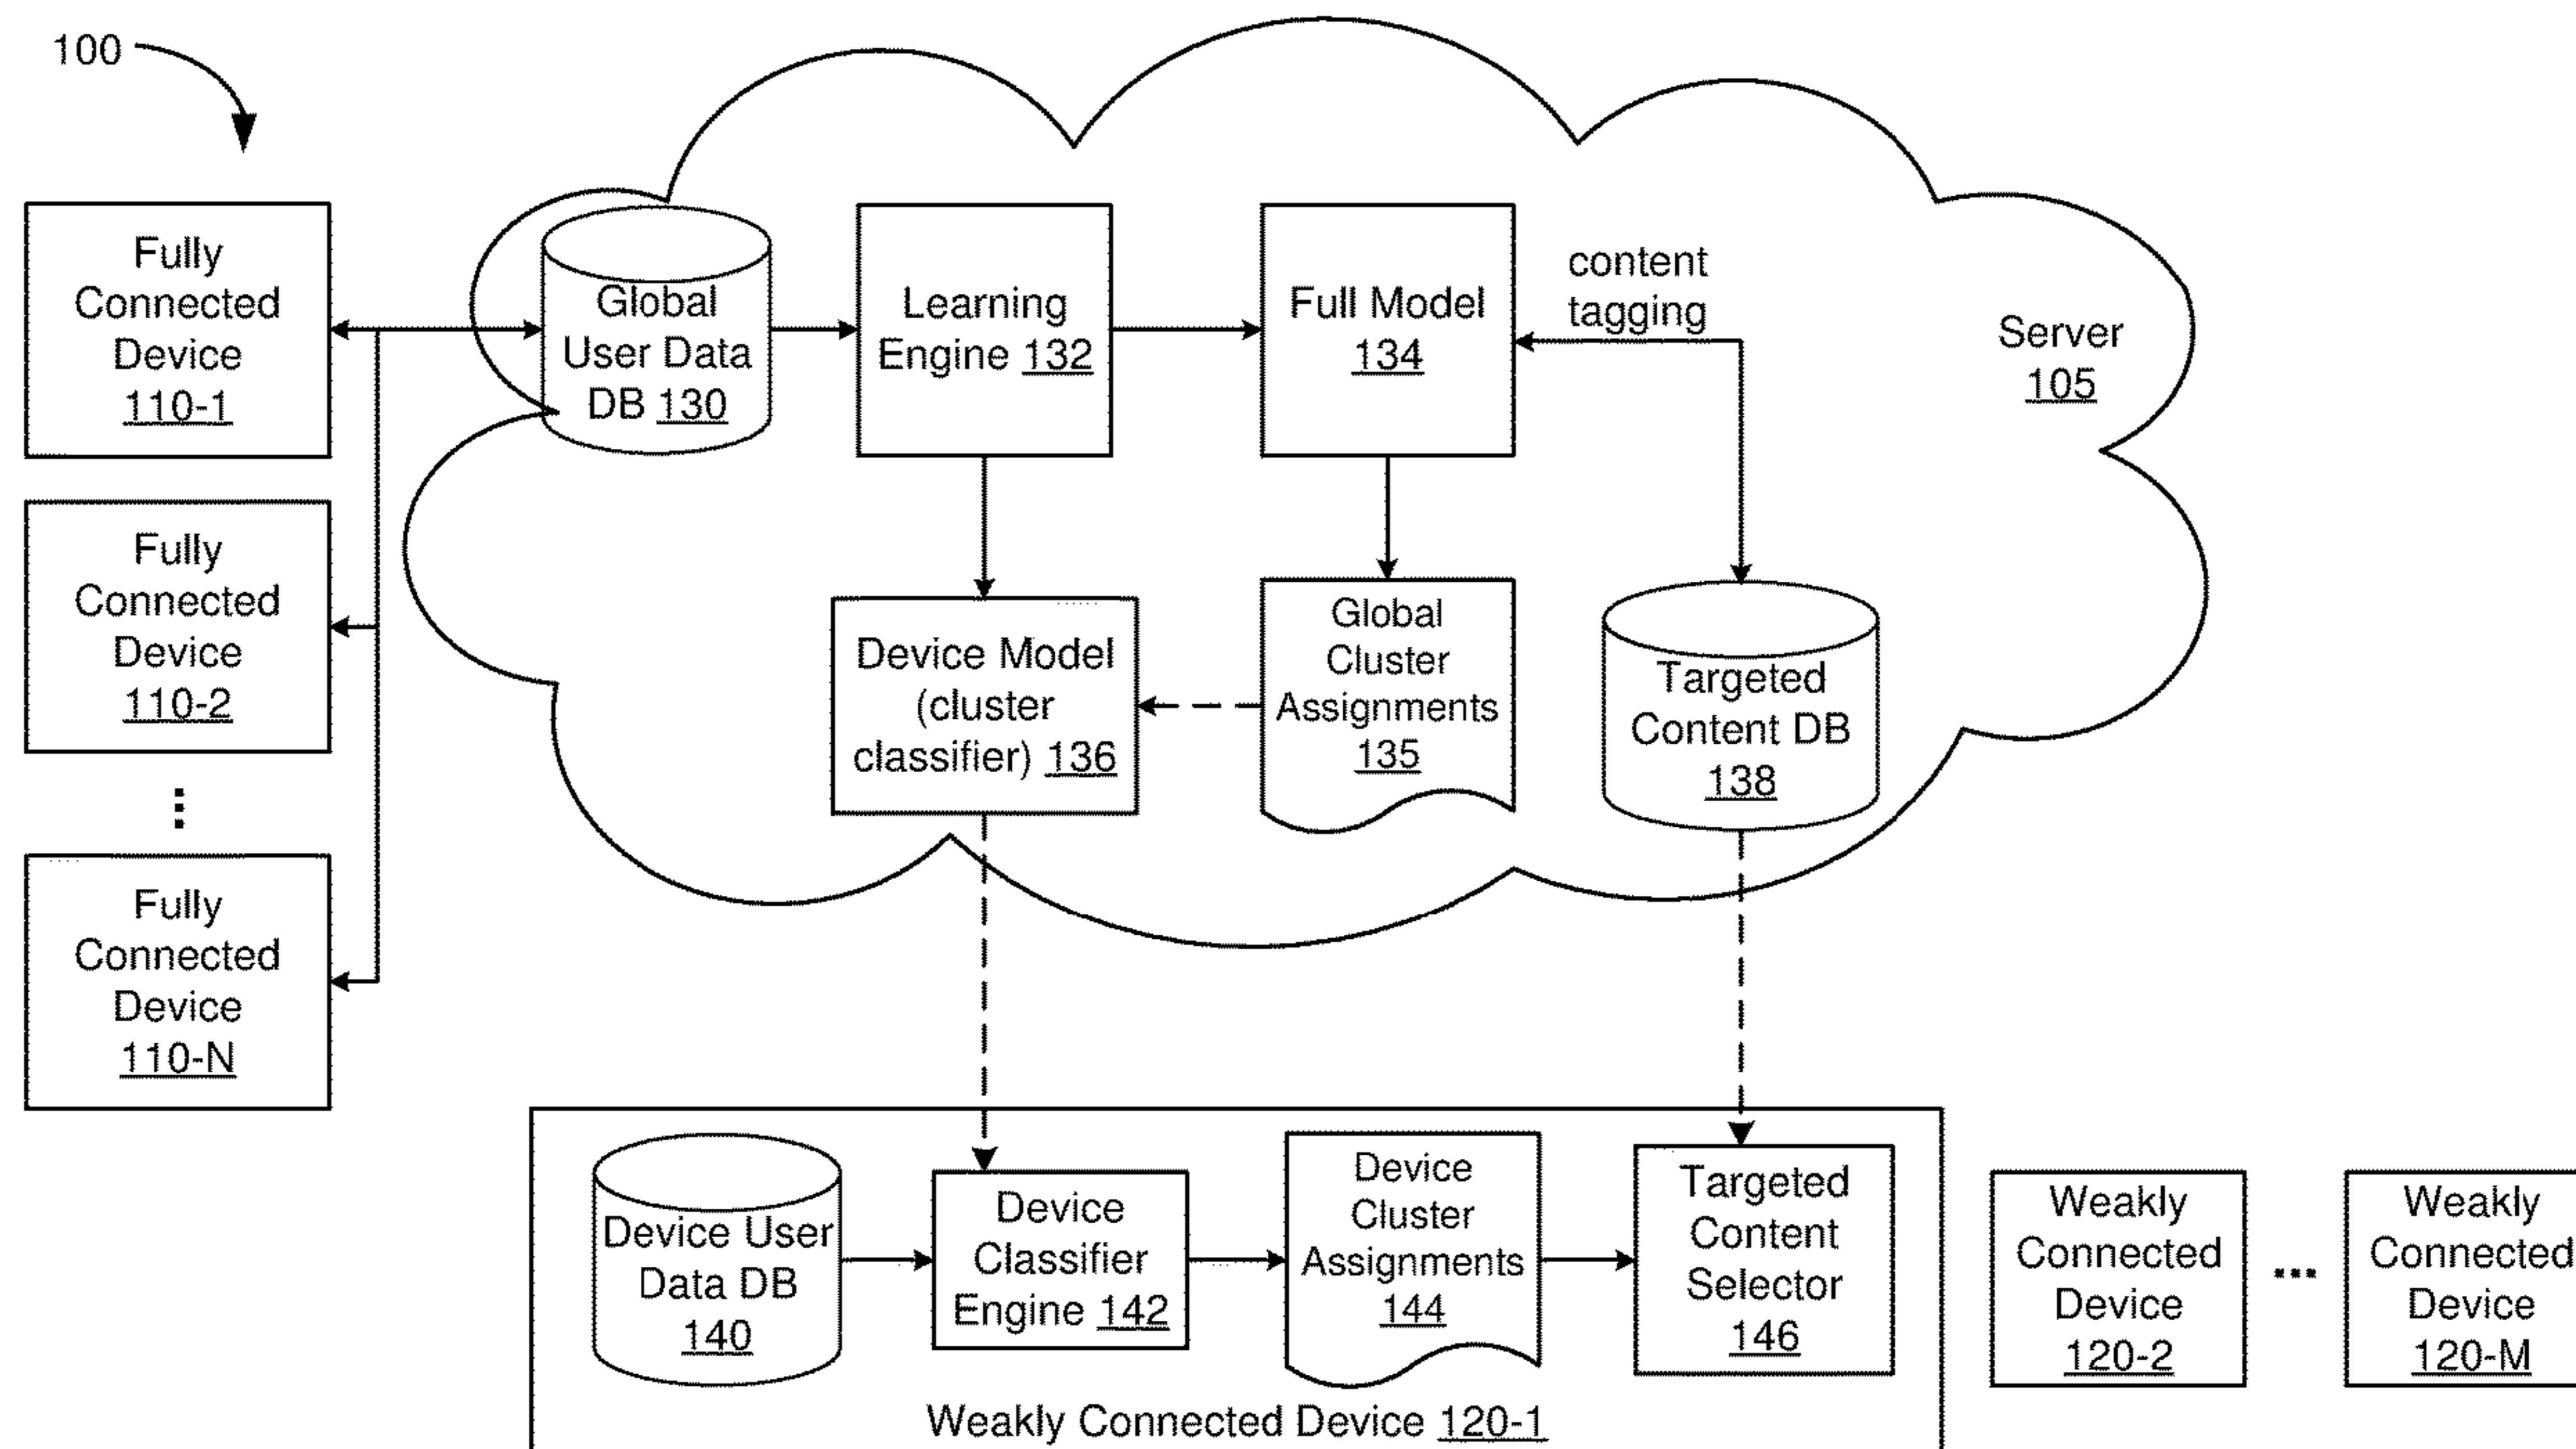 100
Fully
Connected
Device
110-1
Fully
Connected
Device
110-2
Fully
Connected
Device
110-N
Global
User Data
DB 130
Learning
Engine 132
Full Model
134
content
tagging
Server
105
Device Model
(cluster
classifier) 136
Global
Cluster
Assignments
135
Targeted
Content DB
138
Device User
Data DB
140
Device
Classifier
Engine 142
Device
Cluster
Assignments
144
Targeted
Content
Selector
146
Weakly Connected Device 120-1
Weakly
Connected
Device
120-2
...
Weakly
Connected
Device
120-M